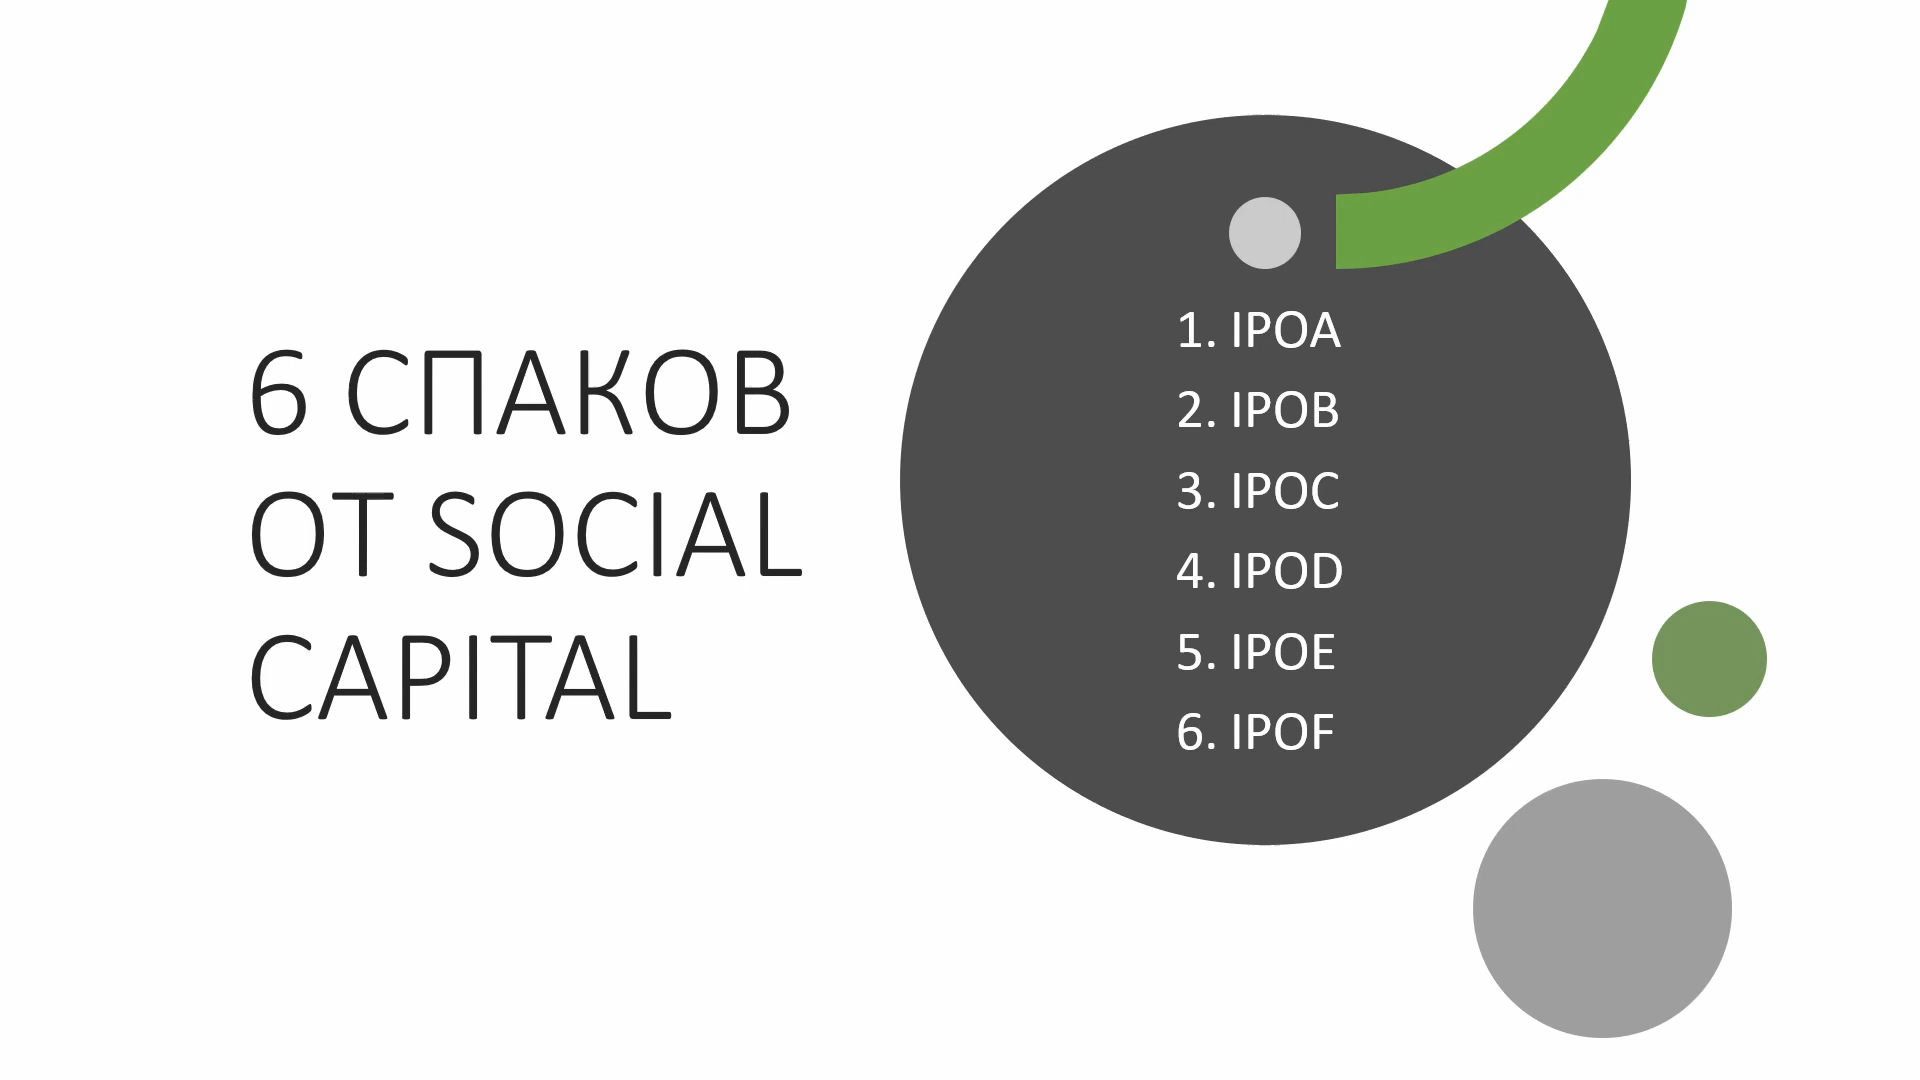 6 СПАКОВ
ОТ SOCIAL
CAPITAL
1. IPOA
2. IPOB
3. IPOC
4. IPOD
5. IPOE
6. IPOF